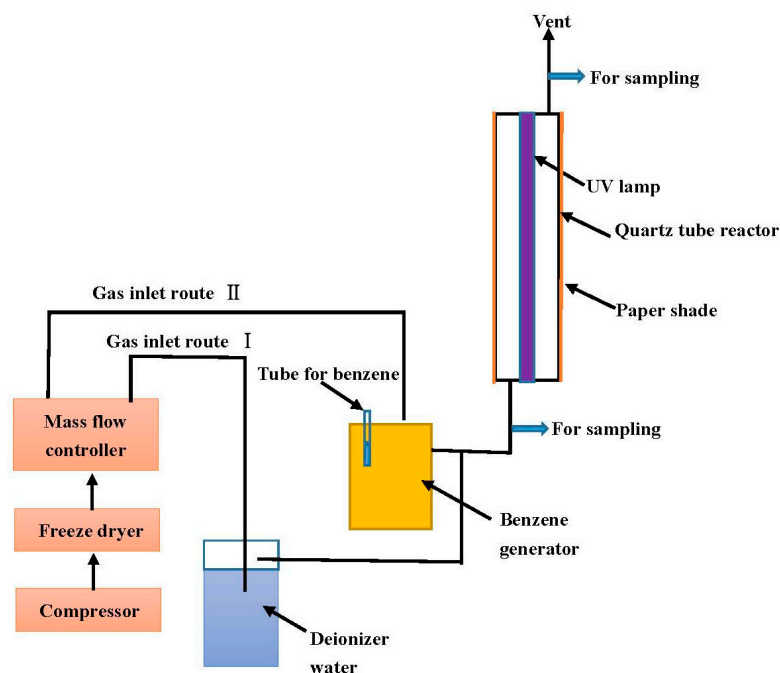 Vent
For sampling
UV lamp
Quartz tube reactor
Paper shade
Gas inlet route Ⅱ
Gas inlet route Ⅰ
Tube for benzene
Mass flow
controller
For sampling
Freeze dryer
Benzene
generator
Compressor
Deionizer
water